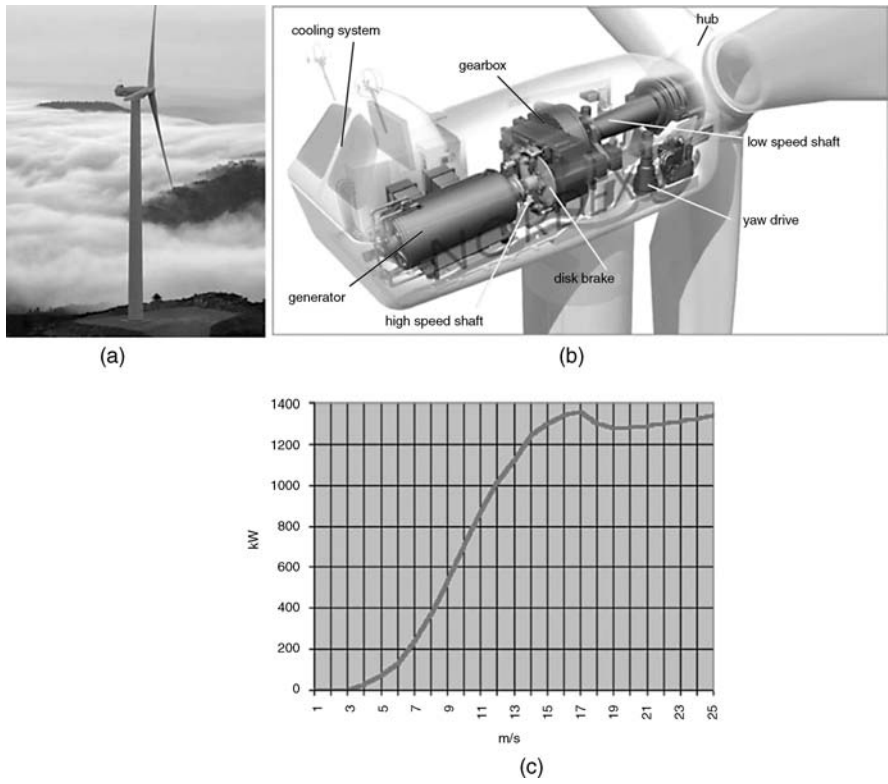 cooling system
hub
gearbox
low speed shaft
yaw drive
NORDEX
disk brake
generator
high speed shaft
(a)
(b)
1400
1200
1000
800
600
400
200
0
kW
1
3
5
7
9
11
13
15
17
19
21
23
25
m/s
(c)